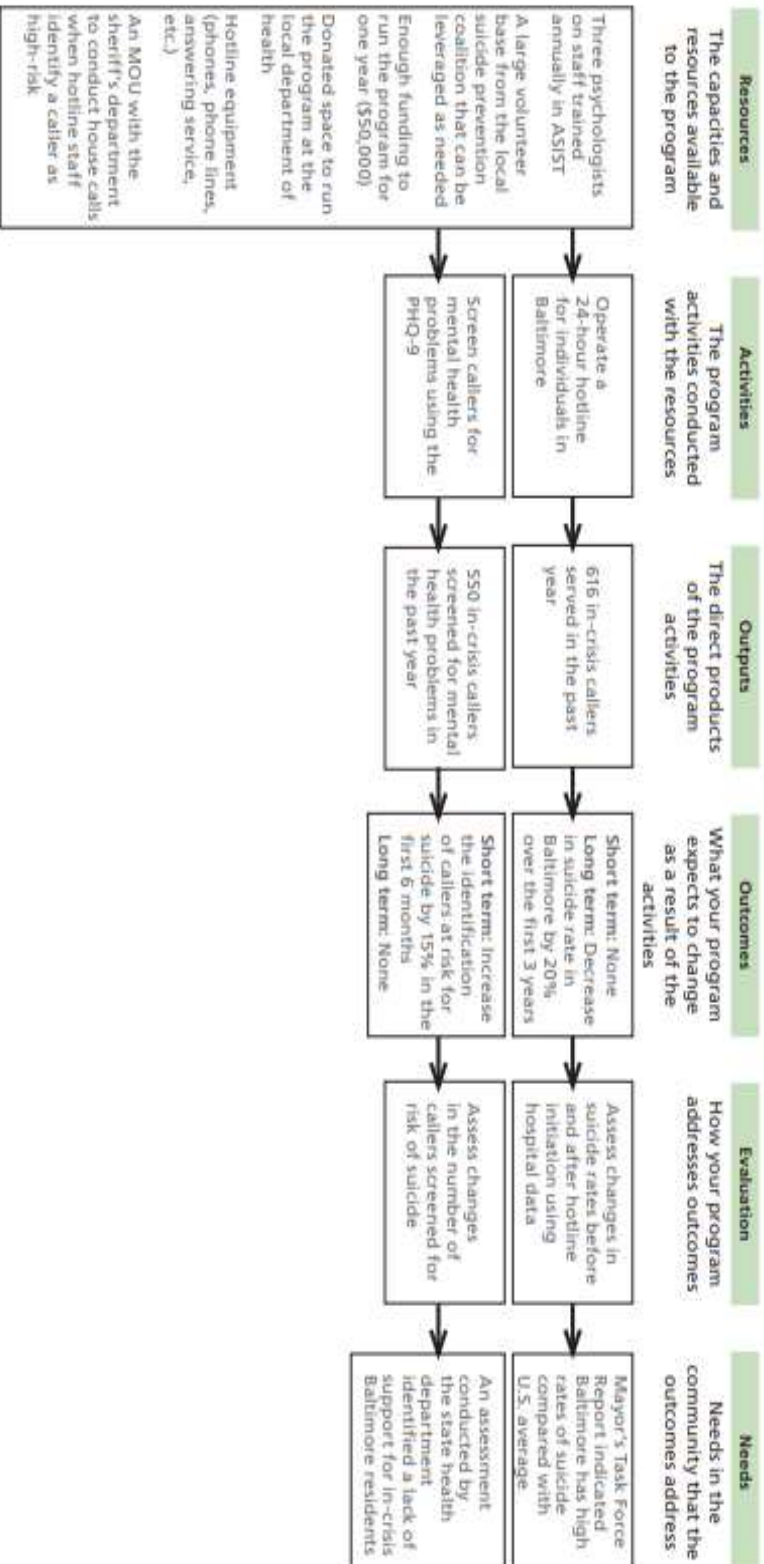 Resources
The capacities and
resources available
to the program
Three psychologists
on staff trained
annually in ASIST
A large volunteer
base from the local
suicide prevention
coalition that can be
leveraged as needed
Enough funding to
run the program for
one year ($50,000)
Donated space to run
the program at the
local department of
health
Hotline equipment
(phones, phone lines,
answering service,
etc.)
An MOU with the
sheriff's department
to conduct house calls
when hotline staff
identify a caller as
high-risk
Activities
The program
activities conducted
with the resources
Operate a
24-hour hotline
for individuals in
Baltimore
Screen callers for
mental health
problems using the
PHQ-9
Outputs
The direct products
of the program
activities
616 in-crisis callers
served in the past
year
550 in-crisis callers
screened for mental
health problems in
the past year
Outcomes
What your program
expects to change
as a result of the
activities
Short term: None
Long term: Decrease
in suicide rate in
Baltimore by 20%
over the first 3 years
Short term: Increase
the identification
of callers at risk for
suicide by 15% in the
first 6 months
Long term: None
Evaluation
How your program
addresses outcomes
Assess changes in
suicide rates before
and after hotline
initiation using
hospital data
Assess changes
in the number of
callers screened for
risk of suicide
Needs
Needs in the
community that the
outcomes address
Mayor's Task Force
Report indicated
Baltimore has high
rates of suicide
compared with
U.S. average
An assessment
conducted by
the state health
department
identified a lack of
support for in-crisis
Baltimore residents